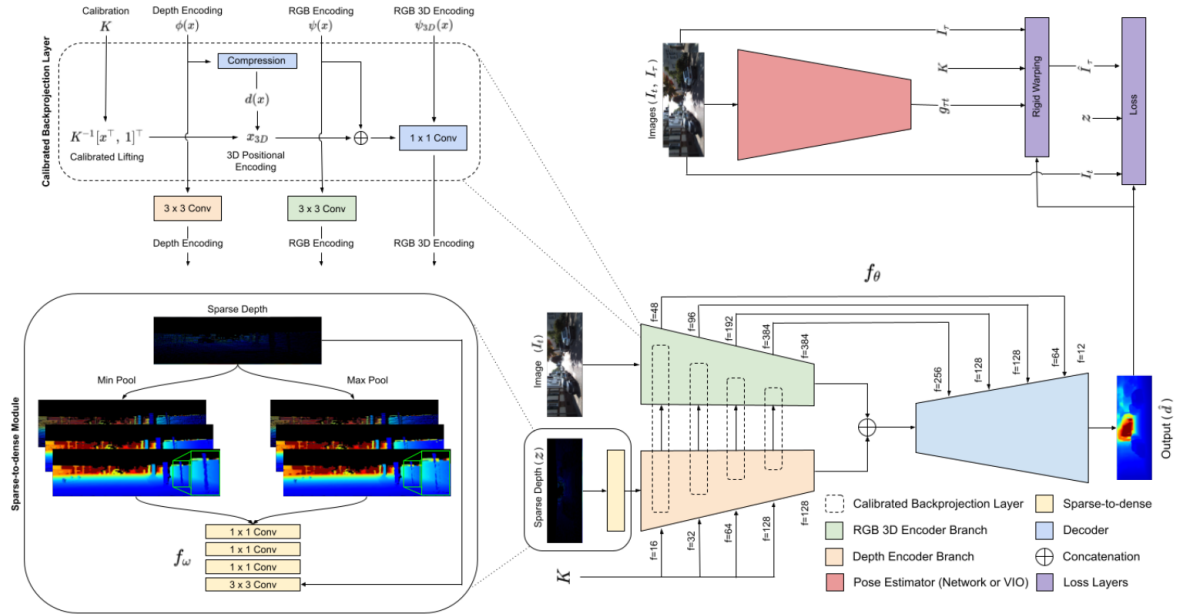 Calibration
K
Depth Encoding
ϕ(x)
RGB Encoding
ψ(x)
RGB 3D Encoding
ψ3D(x)
Calibrated Backprojection Layer
Compression
d(x)
K⁻¹[x⊤, 1]⊤
Calibrated Lifting
x3D
3D Positional
Encoding
⊕
1 x 1 Conv
3 x 3 Conv
3 x 3 Conv
Depth Encoding
RGB Encoding
RGB 3D Encoding
Images (It, Iτ)
Iτ
K
gτt
It
Rigid Warping
Îτ
z
Loss
Sparse-to-dense Module
Sparse Depth
Min Pool
Max Pool
fω
1 x 1 Conv
1 x 1 Conv
1 x 1 Conv
3 x 3 Conv
fθ
Image (It)
Sparse Depth (z)
K
f=48
f=96
f=192
f=384
f=384
f=16
f=32
f=64
f=128
f=128
f=256
f=128
f=128
f=64
f=12
Output (d̂)
Calibrated Backprojection Layer
RGB 3D Encoder Branch
Depth Encoder Branch
Pose Estimator (Network or VIO)
Sparse-to-dense
Decoder
Concatenation
Loss Layers